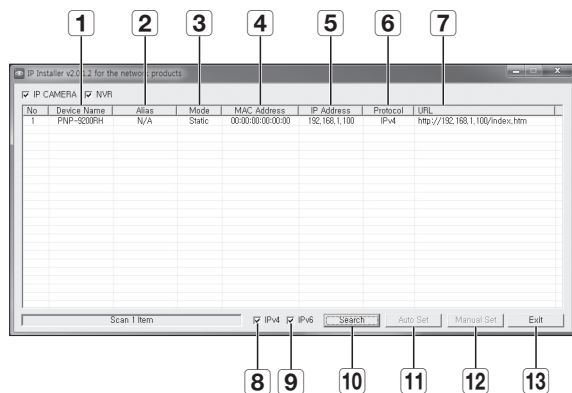 1 2 3 4 5 6 7
IP Installer v2.0.1.2 for the network products
IP CAMERA NVR
No Device Name Alias Mode MAC Address IP Address Protocol URL
1 PNP-9200RH N/A Static 00:00:00:00:00:00 192,168,1,100 IPv4 http://192,168,1,100/index,htm
Scan 1 Item IPv4 IPv6 Search Auto Set Manual Set Exit
8 9 10 11 12 13